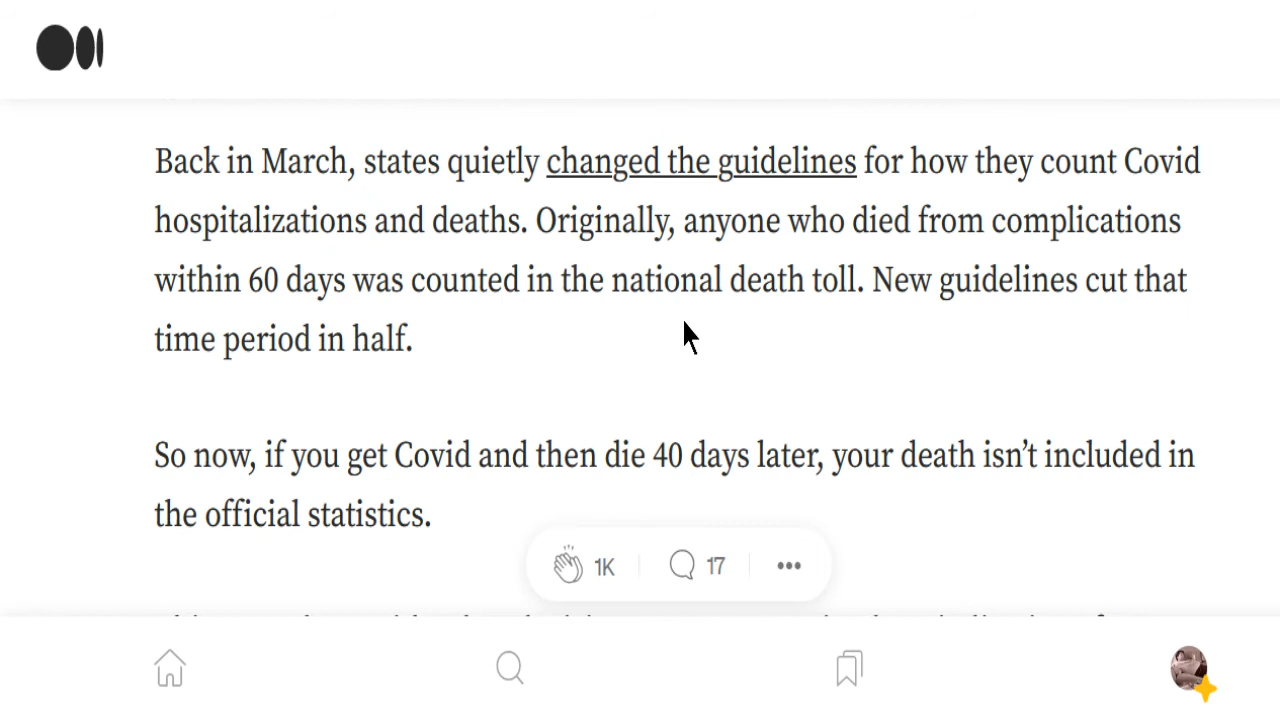 Back in March, states quietly changed the guidelines for how they count Covid
hospitalizations and deaths. Originally, anyone who died from complications
within 60 days was counted in the national death toll. New guidelines cut that
time period in half.
So now, if you get Covid and then die 40 days later, your death isn’t included in
the official statistics.
1K 17